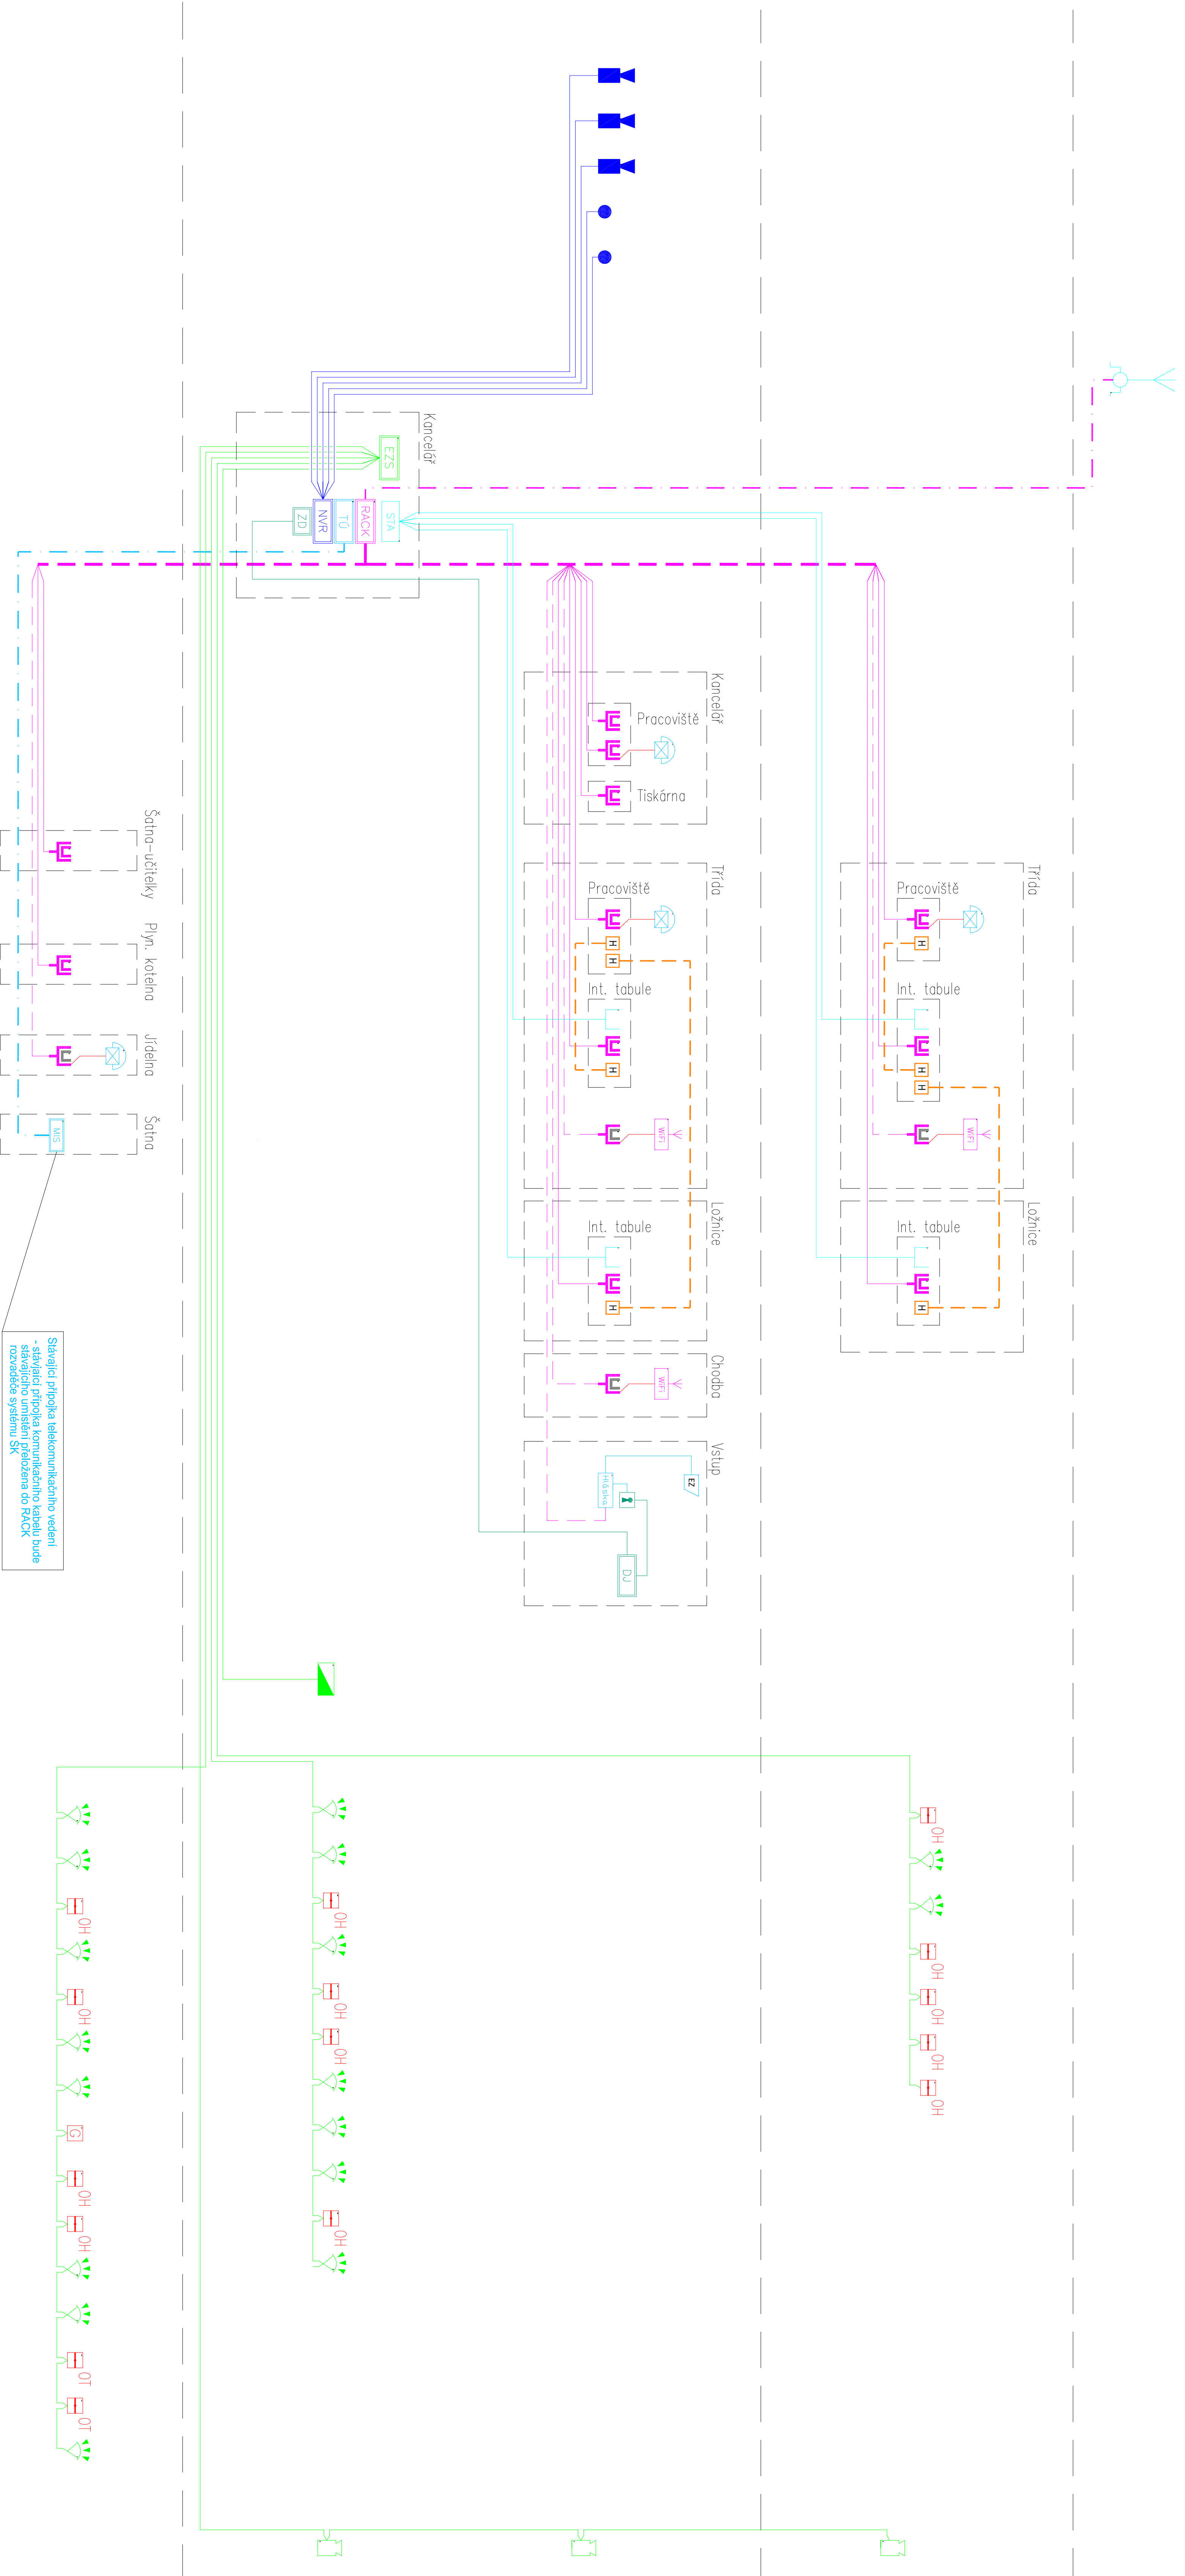 Třída
Ložnice
Pracoviště
Int. tabule
Int. tabule
WiFi
H
H
H
H
OH
OH
OH
OH
OH
Kancelář
Třída
Ložnice
Chodba
Vstup
Pracoviště
Tiskárna
Pracoviště
Int. tabule
Int. tabule
WiFi
WiFi
EZ
H
H
H
H
Hláska
DJ
Kancelář
EZS
STA
RACK
TÚ
NVR
ZD
OH
OH
OH
OH
Šatna-učitelky
Plyn. kotelna
Jídelna
Šatna
MIS
OH
OH
G
OH
OH
OT
OT
Stávající přípojka telekomunikačního vedení
- stávjaící přípojka komunikačního kabelu bude
stávajícího umístění přeložena do RACK
rozvaděče systému SK